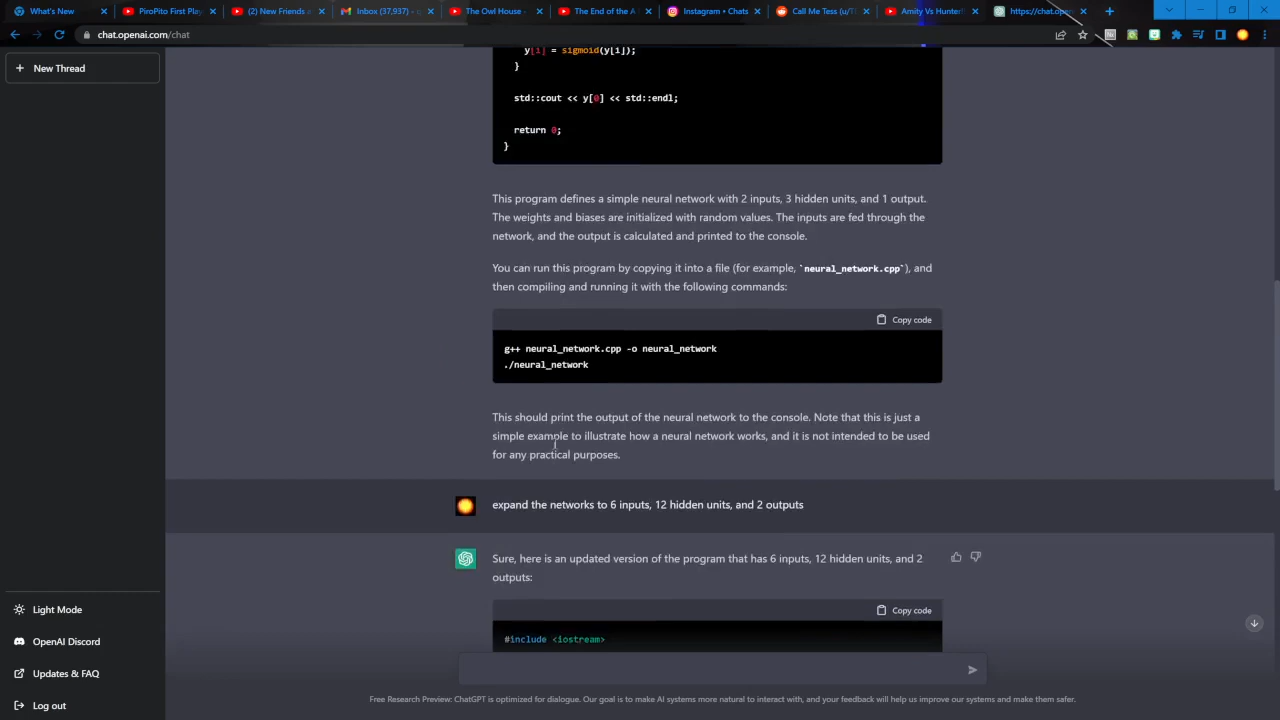 What's New
PiroPito First Play
(2) New Friends a
Inbox (37,937) - 
The Owl House -
The End of the A
Instagram • Chats
Call Me Tess (u/T
Amity Vs Hunter
https://chat.open
chat.openai.com/chat
New Thread
y[i] = sigmoid(y[i]);
}
std::cout << y[0] << std::endl;
return 0;
}
This program defines a simple neural network with 2 inputs, 3 hidden units, and 1 output.
The weights and biases are initialized with random values. The inputs are fed through the
network, and the output is calculated and printed to the console.
You can run this program by copying it into a file (for example, `neural_network.cpp`), and
then compiling and running it with the following commands:
Copy code
g++ neural_network.cpp -o neural_network
./neural_network
This should print the output of the neural network to the console. Note that this is just a
simple example to illustrate how a neural network works, and it is not intended to be used
for any practical purposes.
expand the networks to 6 inputs, 12 hidden units, and 2 outputs
Sure, here is an updated version of the program that has 6 inputs, 12 hidden units, and 2
outputs:
Copy code
#include <iostream>
Light Mode
OpenAI Discord
Updates & FAQ
Log out
Free Research Preview: ChatGPT is optimized for dialogue. Our goal is to make AI systems more natural to interact with, and your feedback will help us improve our systems and make them safer.